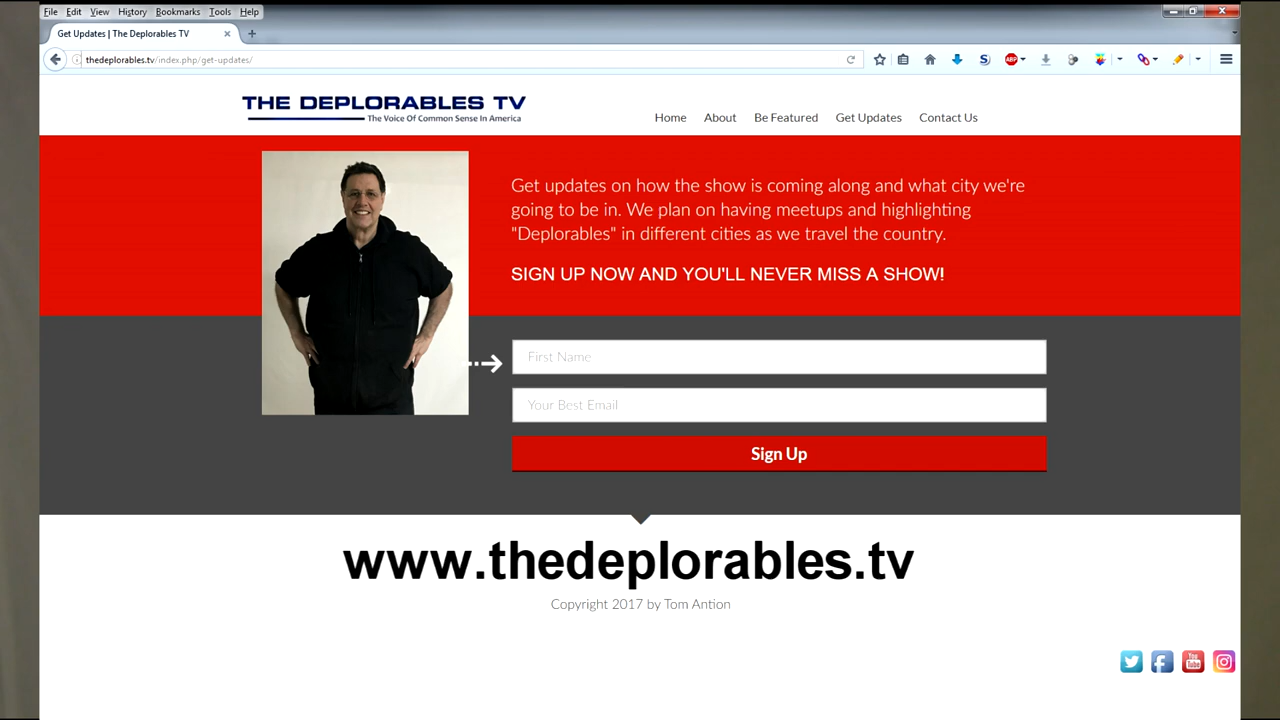 File Edit View History Bookmarks Tools Help
Get Updates | The Deplorables TV
thedeplorables.tv/index.php/get-updates/
ABP
THE DEPLORABLES TV
The Voice Of Common Sense In America
Home About Be Featured Get Updates Contact Us
Get updates on how the show is coming along and what city we're
going to be in. We plan on having meetups and highlighting
"Deplorables" in different cities as we travel the country.
SIGN UP NOW AND YOU'LL NEVER MISS A SHOW!
First Name
Your Best Email
Sign Up
www.thedeplorables.tv
Copyright 2017 by Tom Antion
You Tube